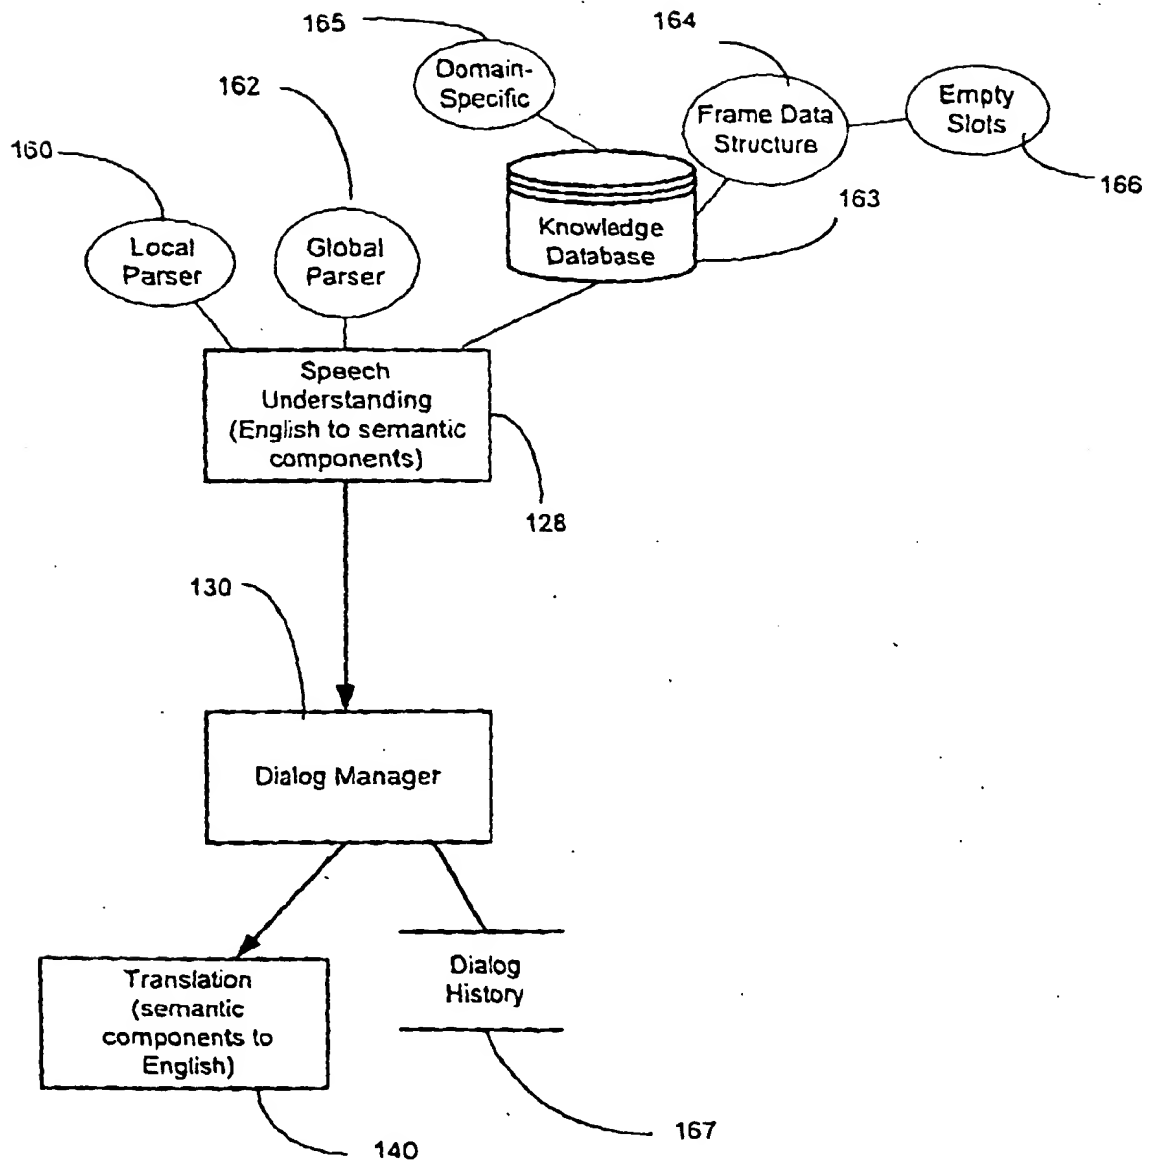 165
164
Domain-
Specific
162
Frame Data
Structure
Empty
Slots
160
166
163
Knowledge
Database
Local
Parser
Global
Parser
Speech
Understanding
(English to semantic
components)
128
130
Dialog Manager
Translation
(semantic
components to
English)
Dialog
History
167
140